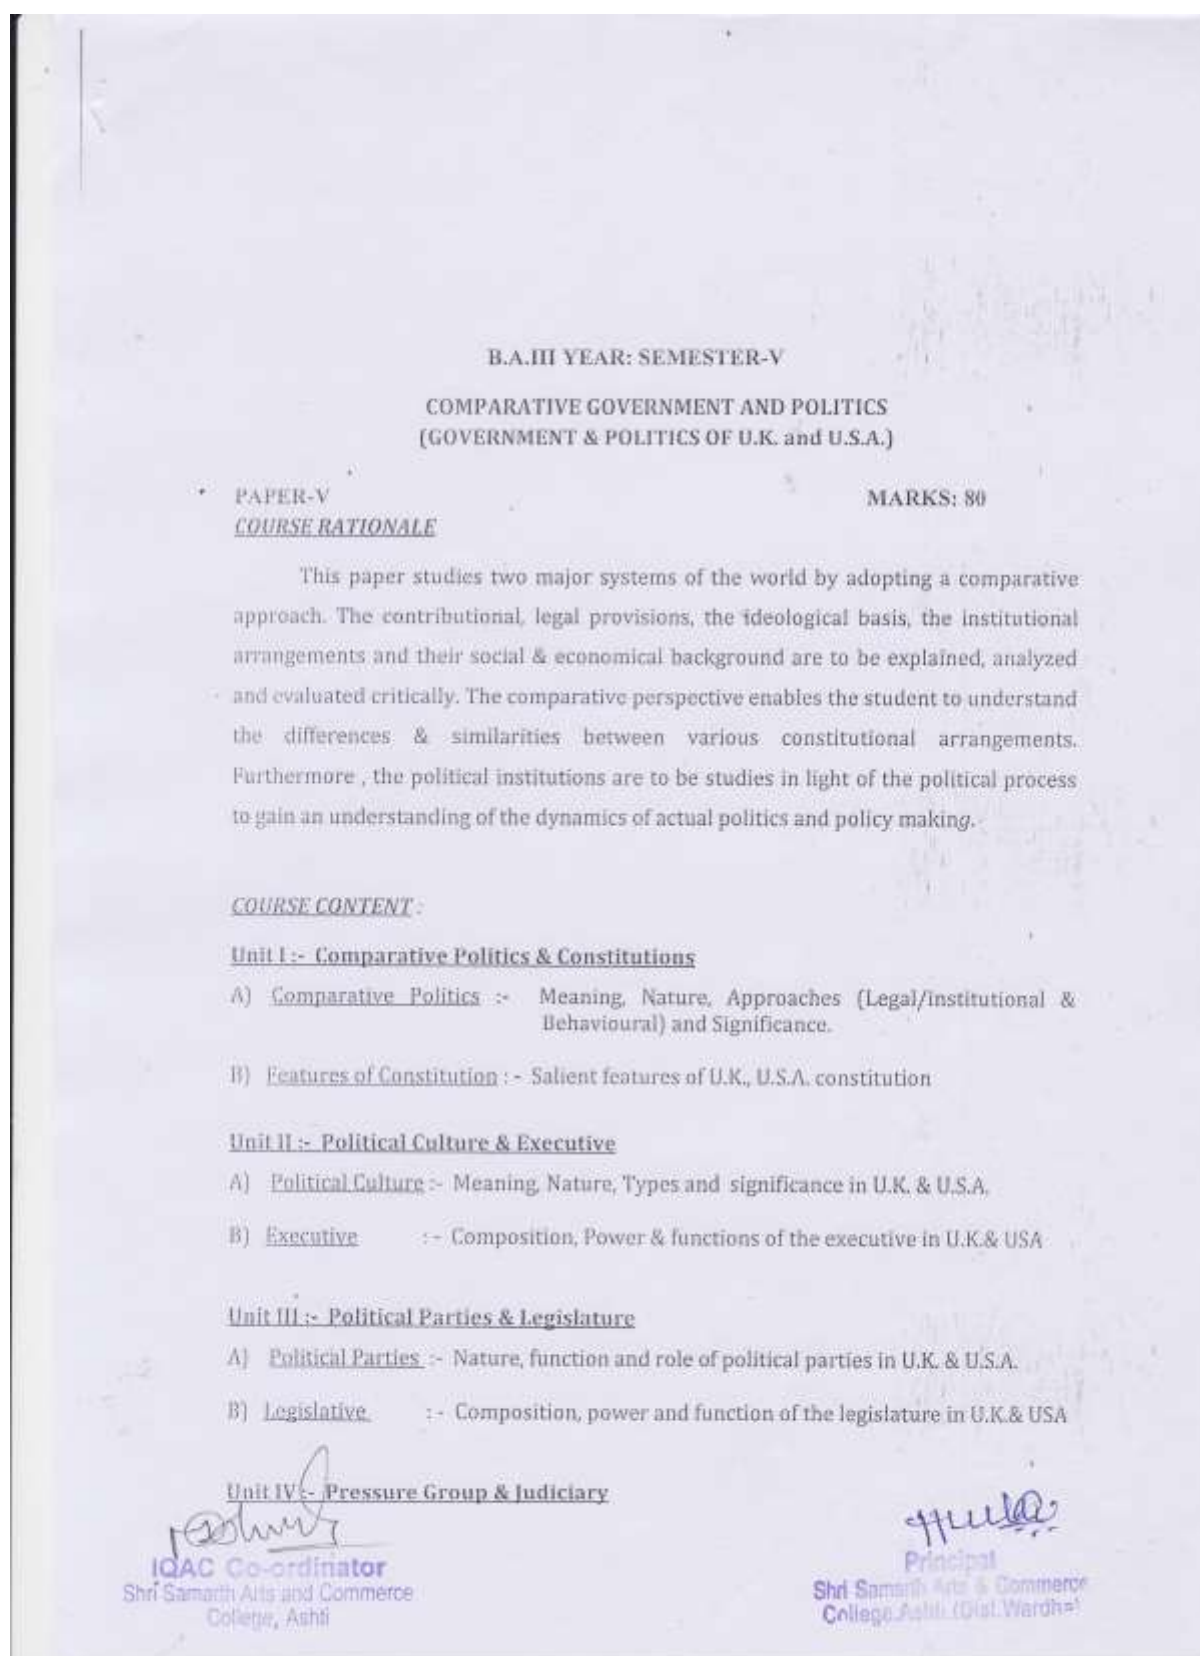 B.A.III YEAR: SEMESTER-V
COMPARATIVE GOVERNMENT AND POLITICS
(GOVERNMENT & POLITICS OF U.K. and U.S.A.)
PAPER-V MARKS: 80
COURSE RATIONALE
This paper studies two major systems of the world by adopting a comparative
approach. The contributional, legal provisions, the ideological basis, the institutional
arrangements and their social & economical background are to be explained, analyzed
and evaluated critically. The comparative perspective enables the student to understand
the differences & similarities between various constitutional arrangements.
Furthermore , the political institutions are to be studies in light of the political process
to gain an understanding of the dynamics of actual politics and policy making.
COURSE CONTENT :
Unit I :- Comparative Politics & Constitutions
A) Comparative Politics :- Meaning, Nature, Approaches (Legal/institutional &
Behavioural) and Significance.
B) Features of Constitution : - Salient features of U.K., U.S.A. constitution
Unit II :- Political Culture & Executive
A) Political Culture :- Meaning, Nature, Types and significance in U.K. & U.S.A.
B) Executive :- Composition, Power & functions of the executive in U.K.& USA
Unit III :- Political Parties & Legislature
A) Political Parties :- Nature, function and role of political parties in U.K. & U.S.A.
B) Legislative :- Composition, power and function of the legislature in U.K.& USA
Unit IV :- Pressure Group & Judiciary
IQAC Co-ordinator
Shri Samarth Arts and Commerce
College, Ashti
Principal
Shri Samarth Arts & Commerce
College Ashti (Dist.Wardha)